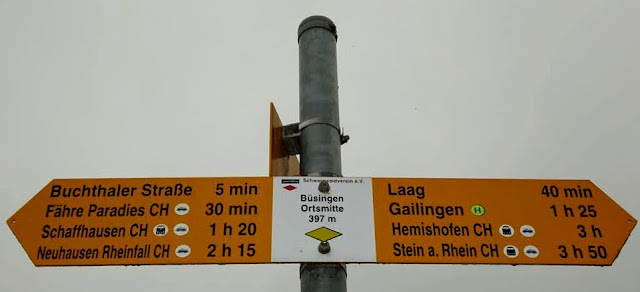 Buchthaler Straße 5 min
Fähre Paradies CH 30 min
Schaffhausen CH 1 h 20
Neuhausen Rheinfall CH 2 h 15
Schwarzwaldverein e.V.
Büsingen
Ortsmitte
397 m
Laag 40 min
Gailingen H 1 h 25
Hemishofen CH 3 h
Stein a. Rhein CH 3 h 50